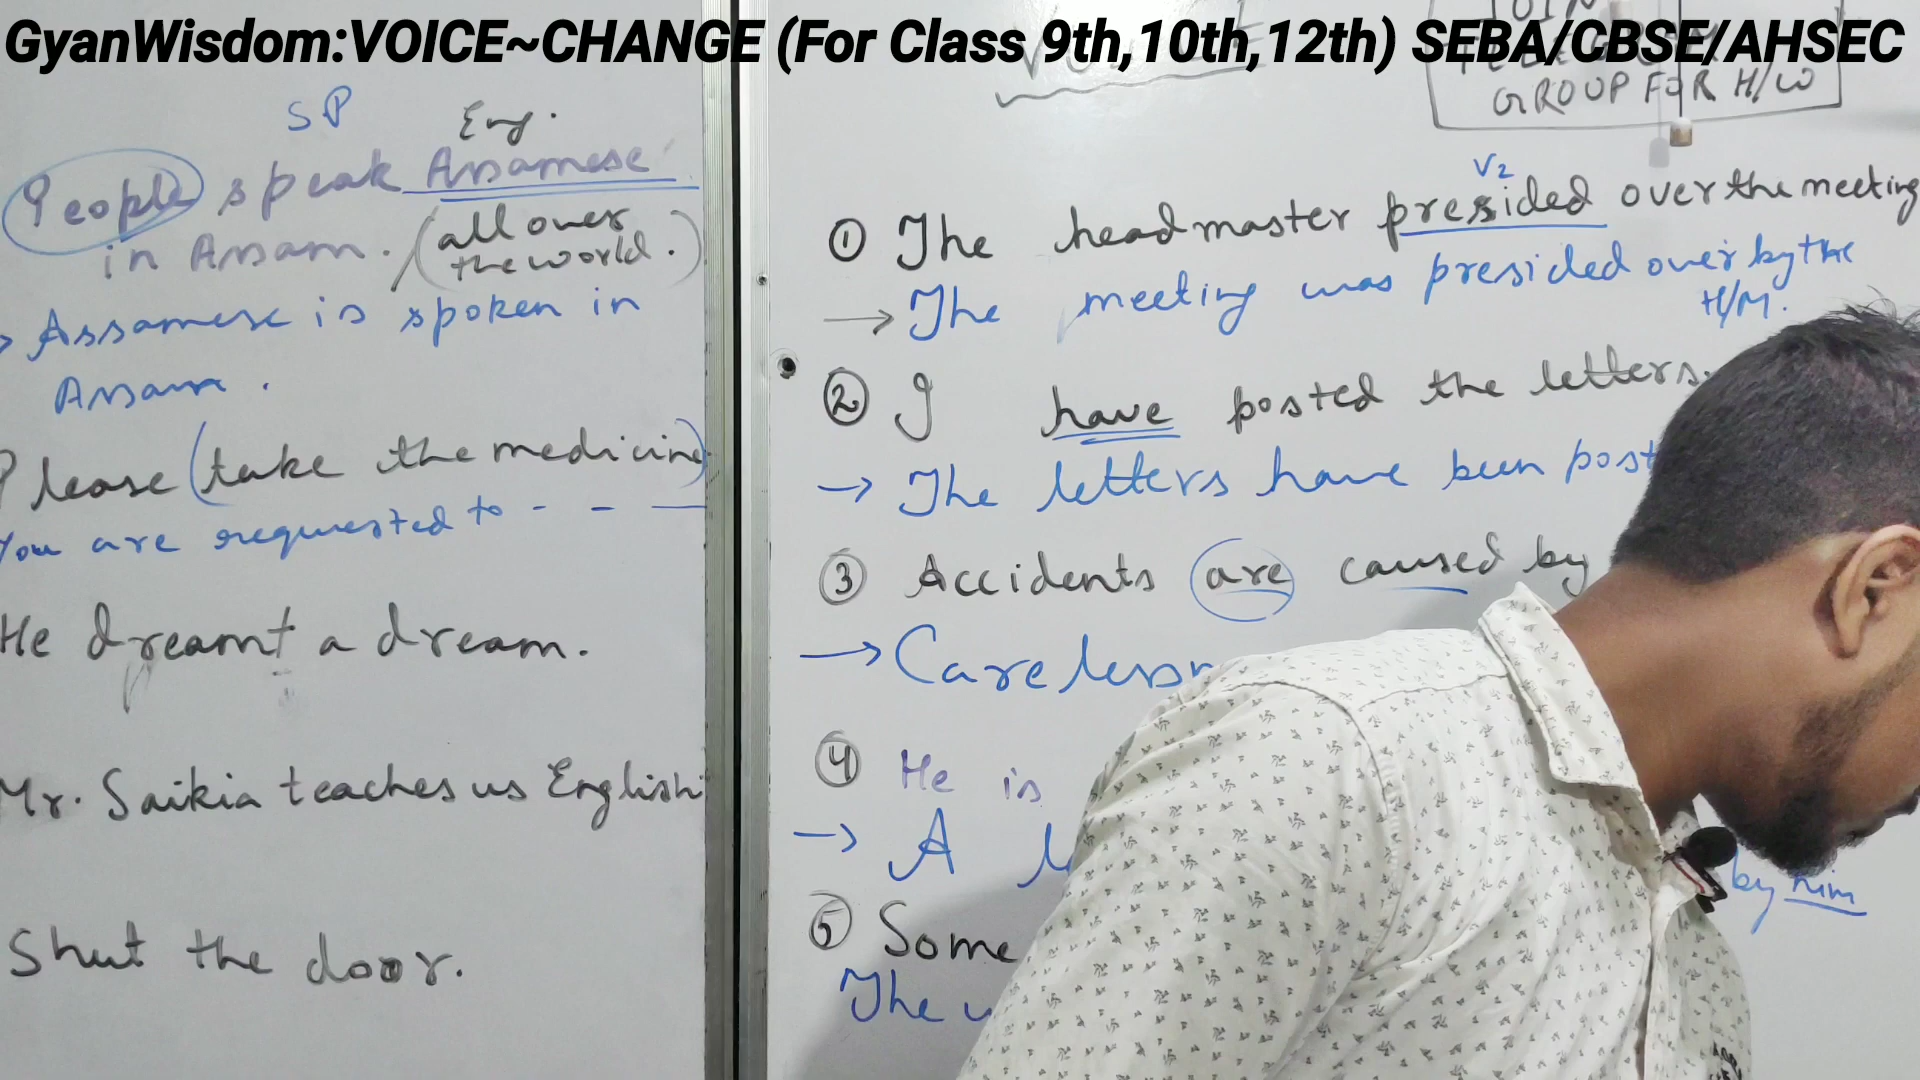 GyanWisdom:VOICE~CHANGE (For Class 9th,10th,12th) SEBA/CBSE/AHSEC
SP
Eng.
People speak Assamese
in Assam. (all over
the world.)
Assamese is spoken in
Assam.
Please (take the medicine)
You are requested to - - —
He dreamt a dream.
Mr. Saikia teaches us English
Shut the door.
JOIN
GROUP FOR H/W
V2
① The headmaster presided over the meeting
→ The meeting was presided over by the
H/M.
② I have posted the letters.
→ The letters have been post
③ Accidents are caused by
→ Careless
④ He is
→ A
by him
⑤ Some
The